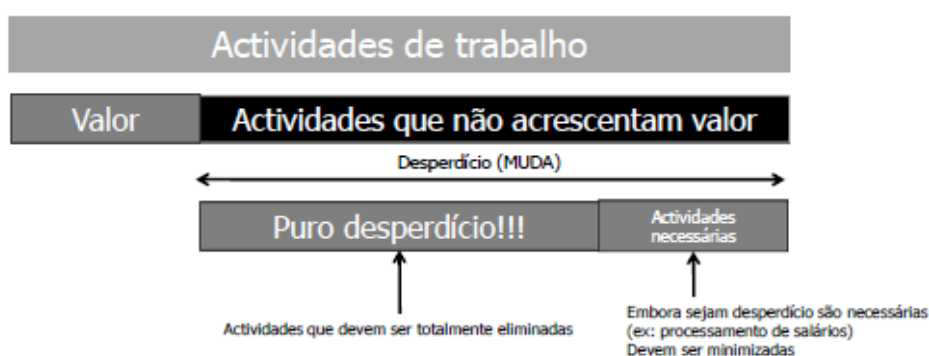 Actividades de trabalho
Valor
Actividades que não acrescentam valor
Desperdício (MUDA)
Puro desperdício!!!
Actividades
necessárias
Actividades que devem ser totalmente eliminadas
Embora sejam desperdício são necessárias
(ex: processamento de salários)
Devem ser minimizadas